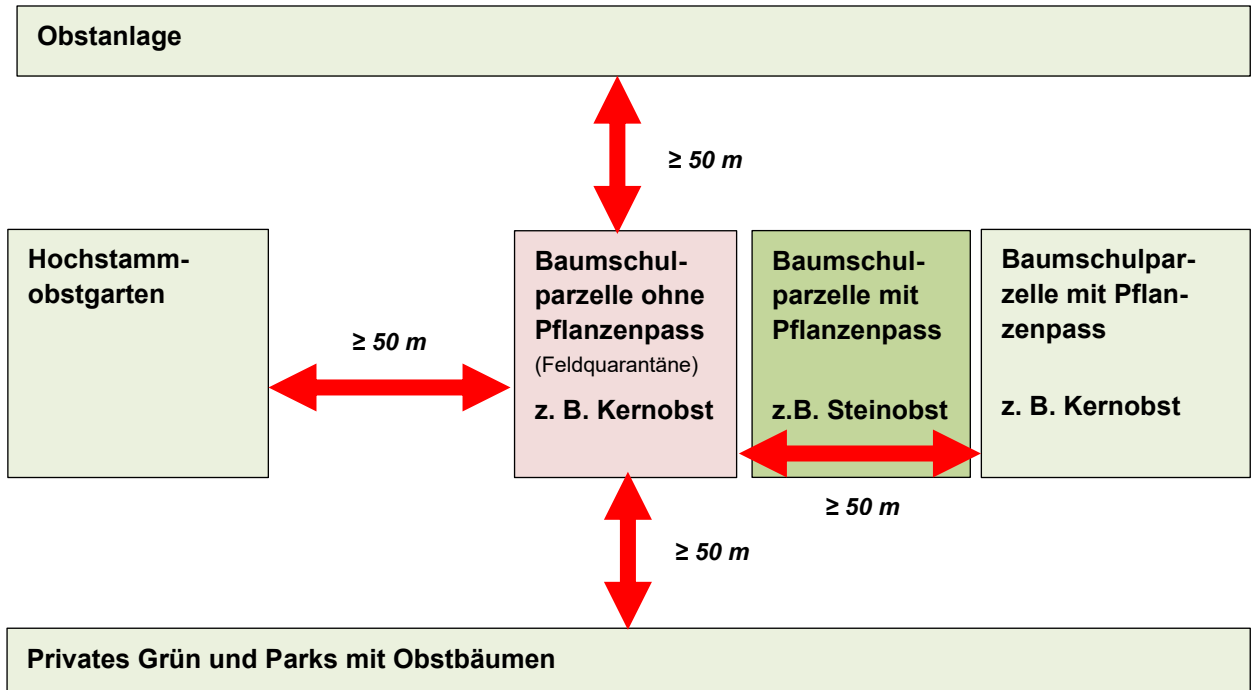 Obstanlage
≥ 50 m
Hochstamm-
obstgarten
≥ 50 m
Baumschul-
parzelle ohne
Pflanzenpass
(Feldquarantäne)
z. B. Kernobst
Baumschul-
parzelle mit
Pflanzenpass
z.B. Steinobst
Baumschulpar-
zelle mit Pflan-
zenpass
z. B. Kernobst
≥ 50 m
≥ 50 m
Privates Grün und Parks mit Obstbäumen